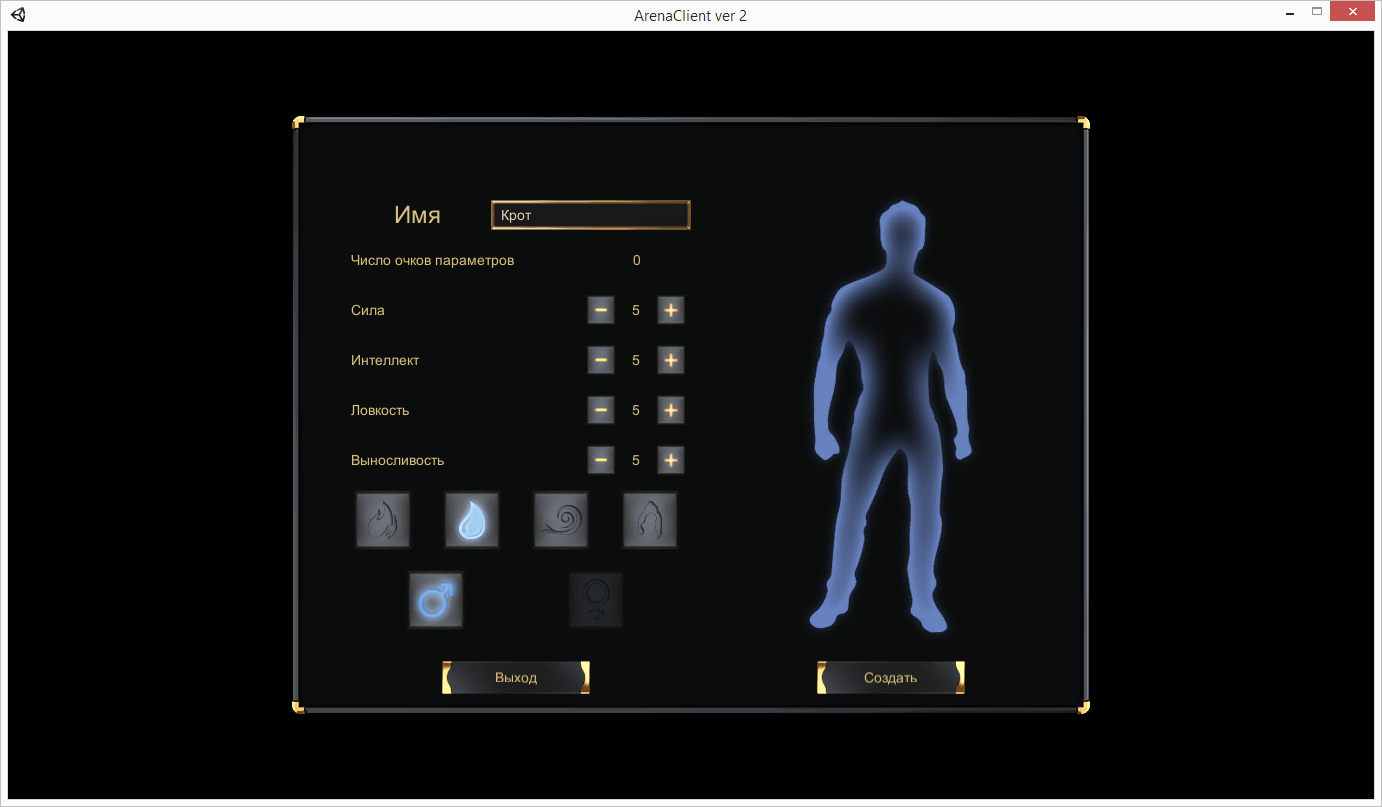 ArenaClient ver 2
Имя Крот
Число очков параметров 0
Сила 5
Интеллект 5
Ловкость 5
Выносливость 5
Выход Создать